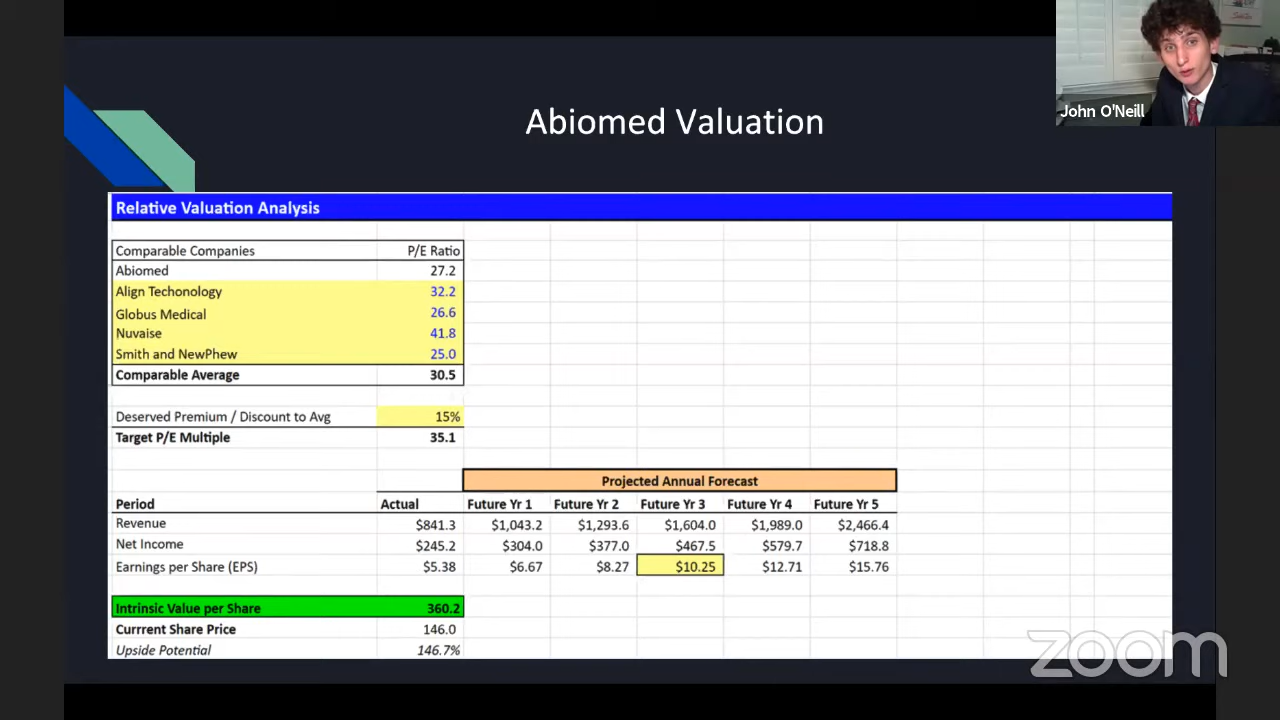 John O'Neill
Abiomed Valuation
Relative Valuation Analysis
Comparable Companies P/E Ratio
Abiomed 27.2
Align Techonology 32.2
Globus Medical 26.6
Nuvaise 41.8
Smith and NewPhew 25.0
Comparable Average 30.5
Deserved Premium / Discount to Avg 15%
Target P/E Multiple 35.1
Projected Annual Forecast
Period Actual Future Yr 1 Future Yr 2 Future Yr 3 Future Yr 4 Future Yr 5
Revenue $841.3 $1,043.2 $1,293.6 $1,604.0 $1,989.0 $2,466.4
Net Income $245.2 $304.0 $377.0 $467.5 $579.7 $718.8
Earnings per Share (EPS) $5.38 $6.67 $8.27 $10.25 $12.71 $15.76
Intrinsic Value per Share 360.2
Currrent Share Price 146.0
Upside Potential 146.7%
zoom